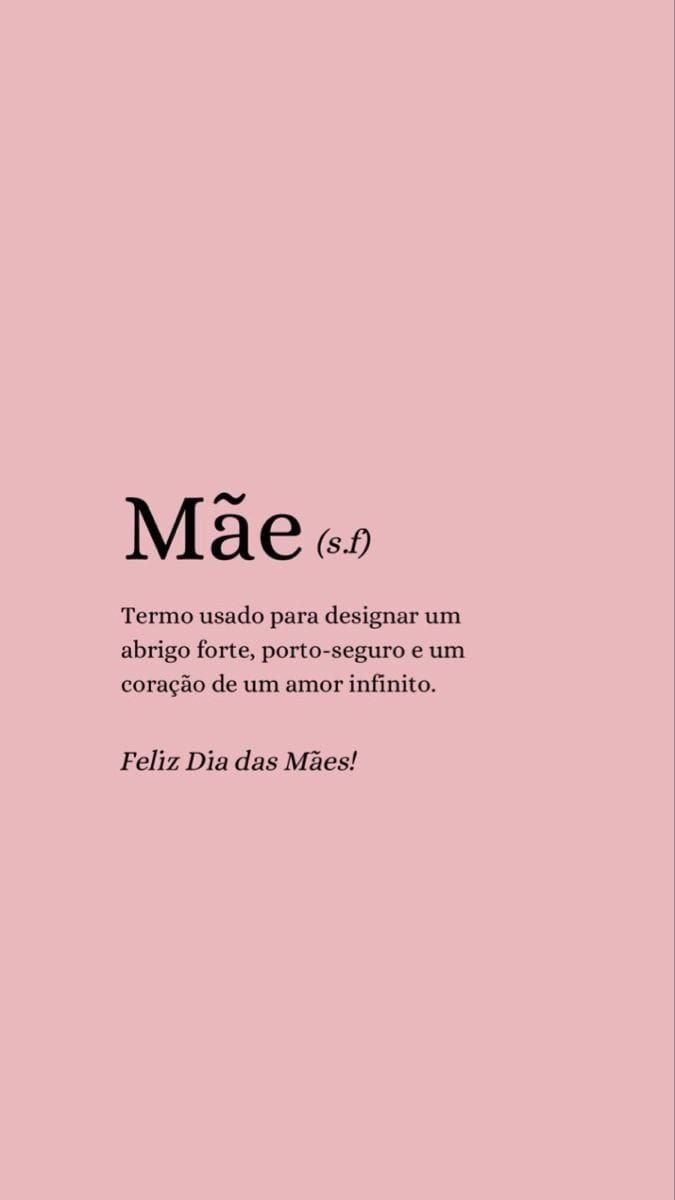 Mãe (s.f)
Termo usado para designar um
abrigo forte, porto-seguro e um
coração de um amor infinito.
Feliz Dia das Mães!